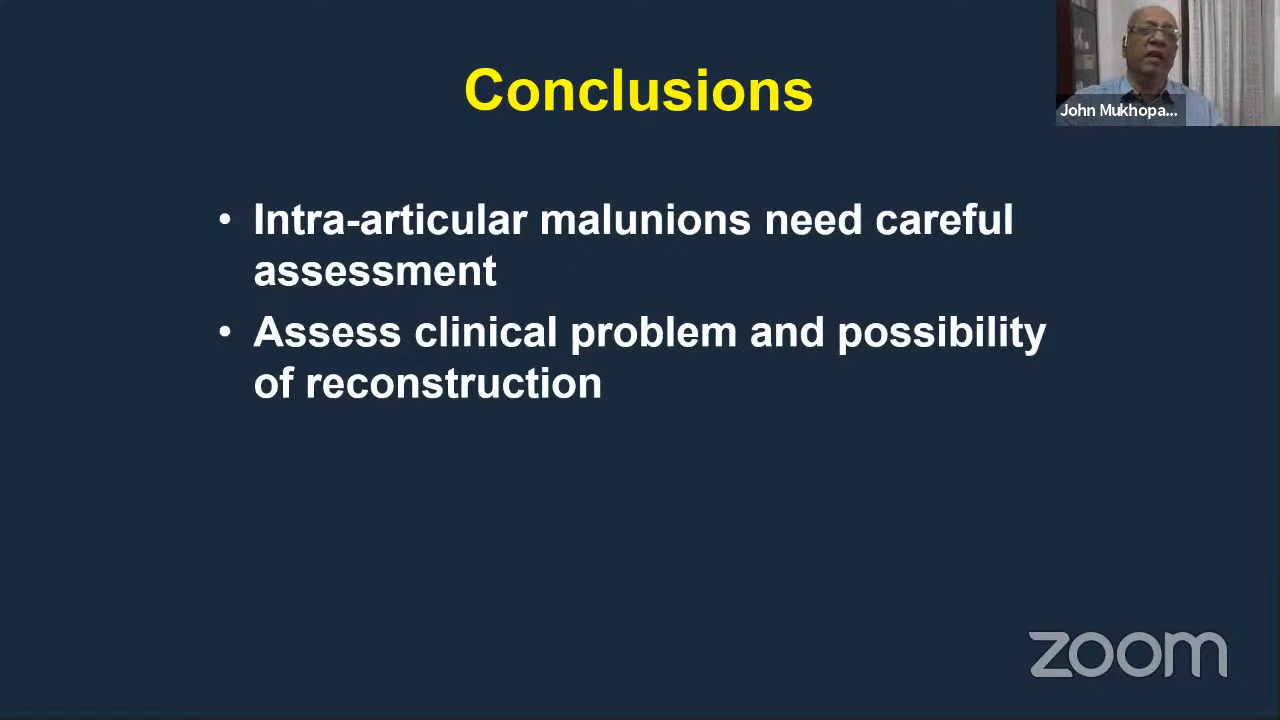 Conclusions
John Mukhopa...
• Intra-articular malunions need careful
assessment
• Assess clinical problem and possibility
of reconstruction
zoom